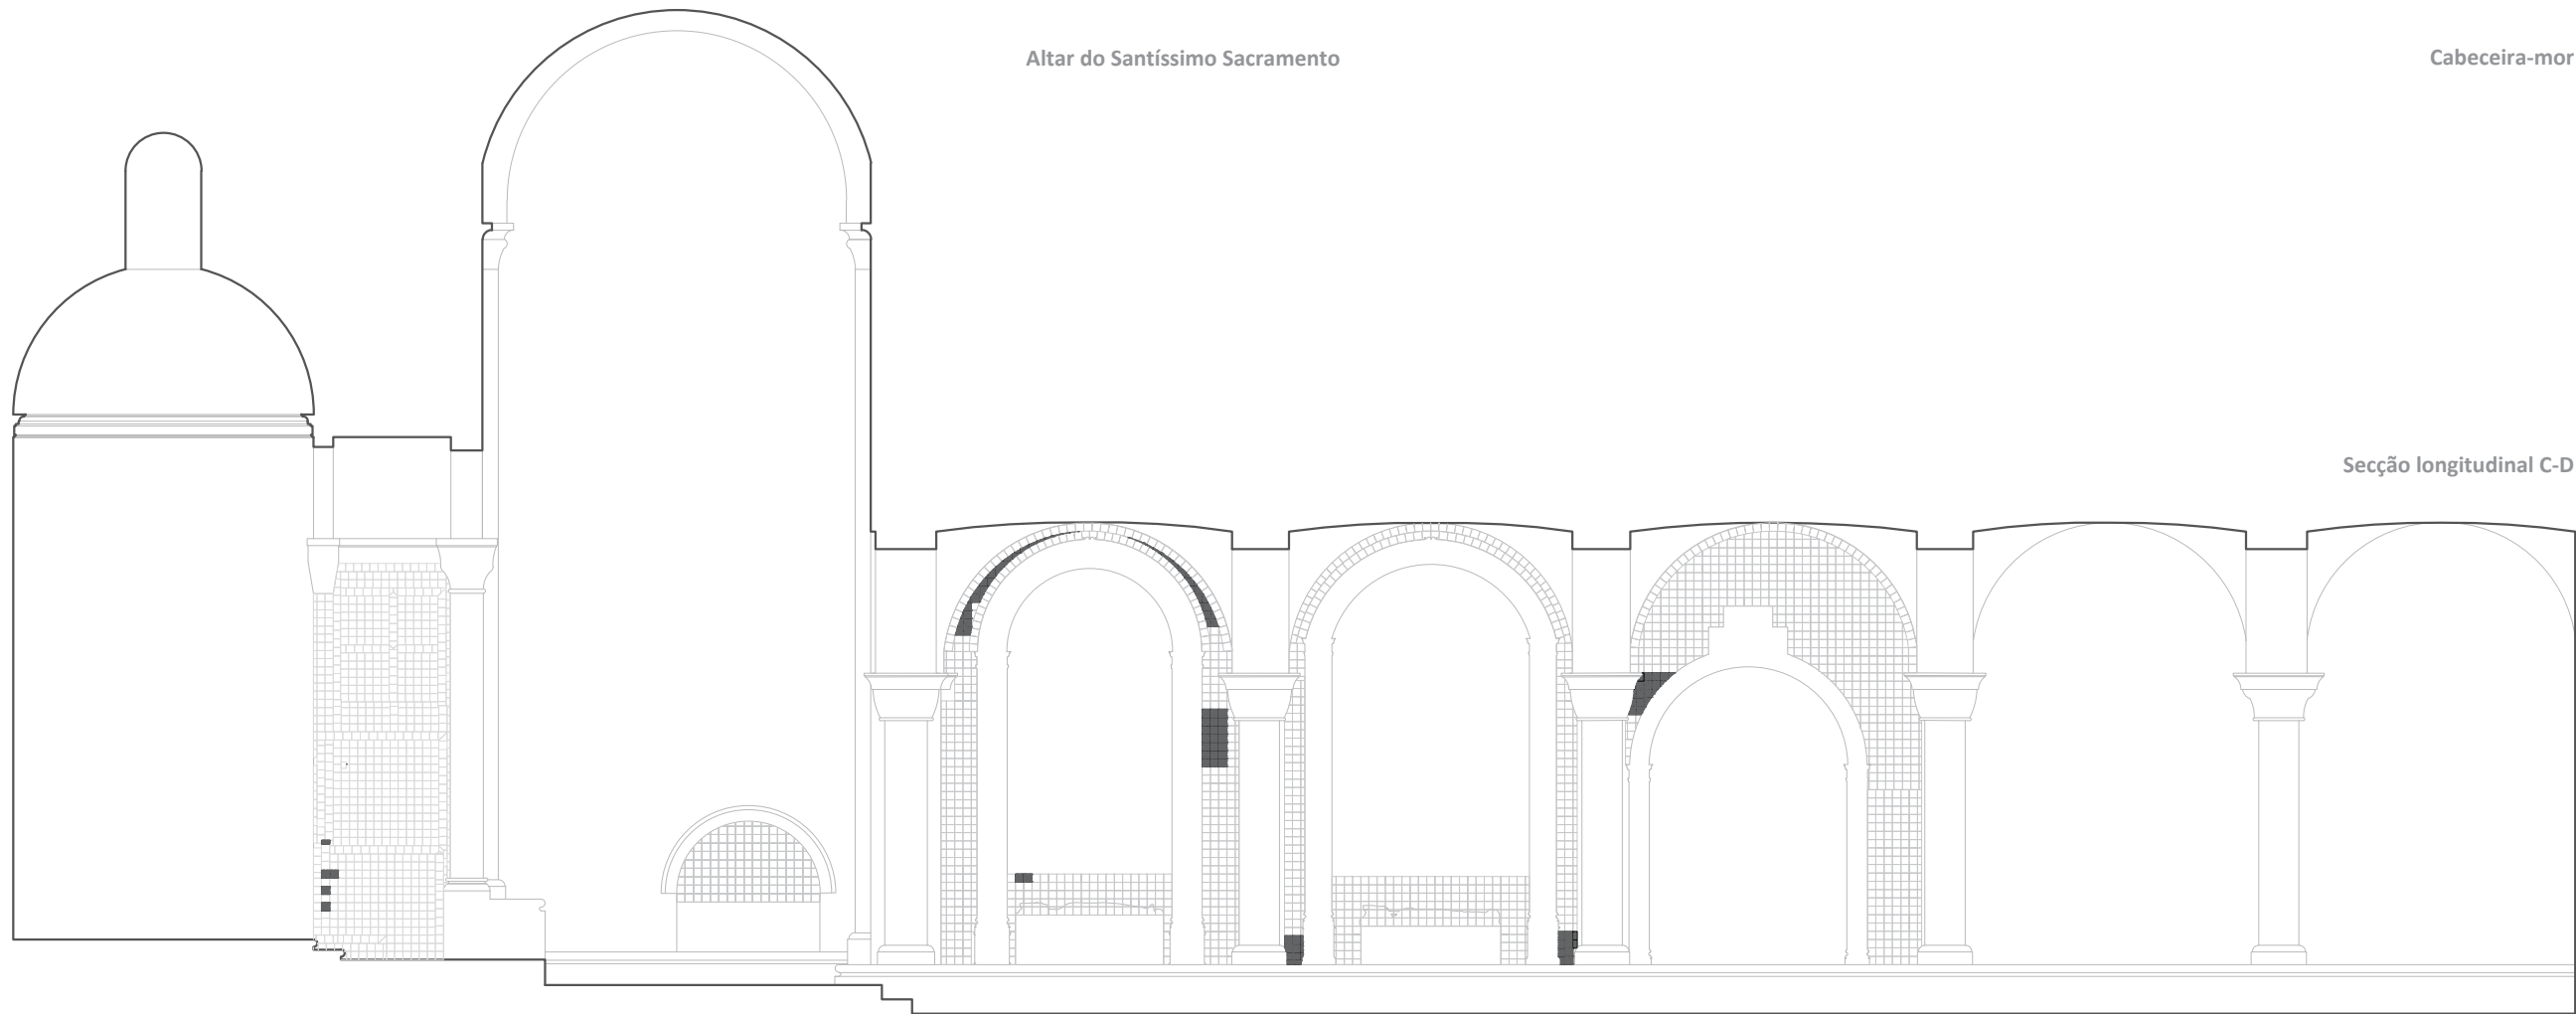 Altar do Santíssimo Sacramento
Cabeceira-mor
Secção longitudinal C-D